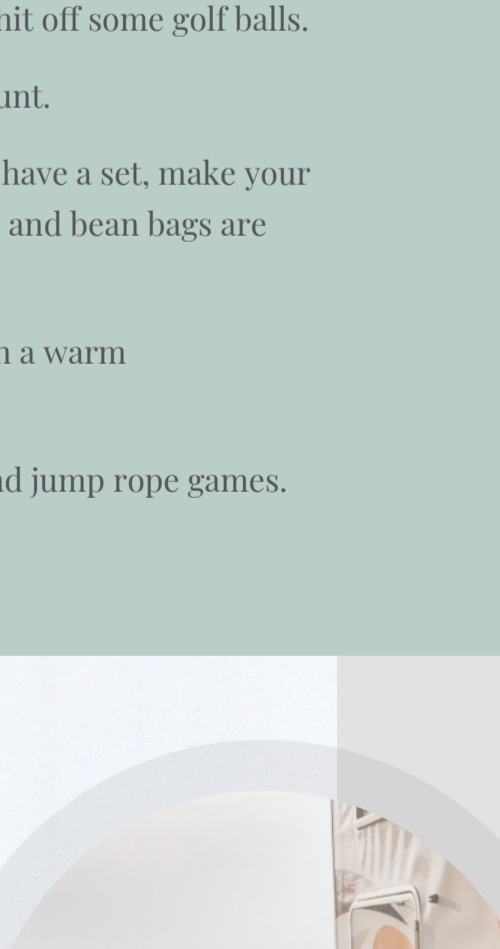 hit off some golf balls.
unt.
have a set, make your
and bean bags are
a warm
jump rope games.